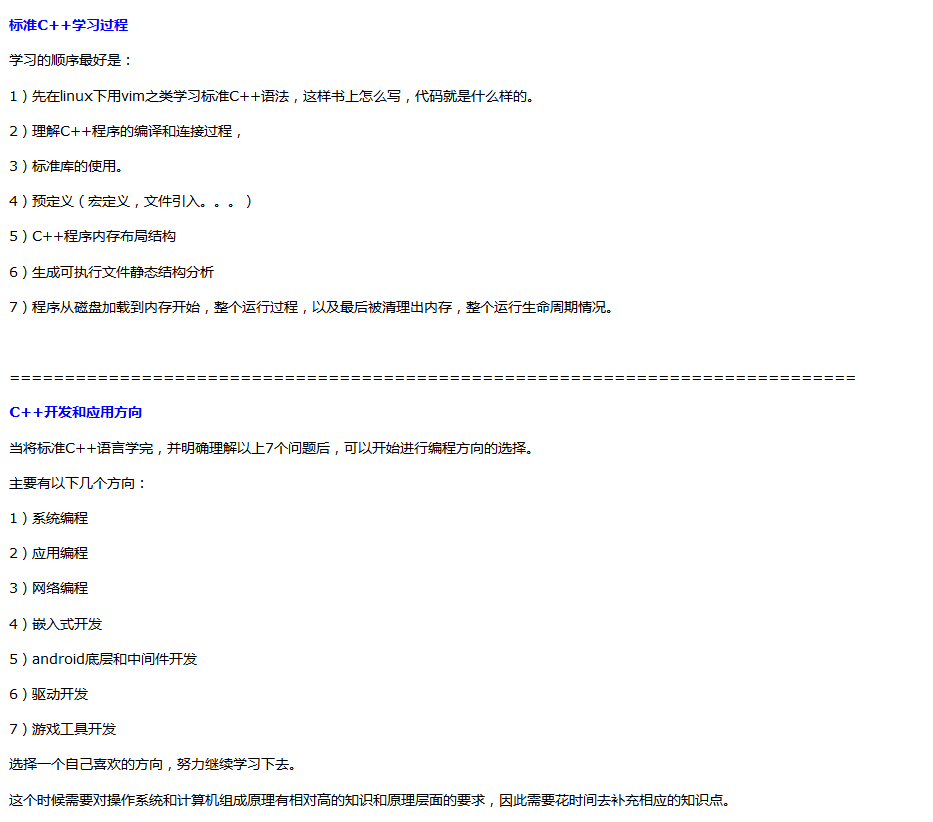 标准C++学习过程
学习的顺序最好是：
1）先在linux下用vim之类学习标准C++语法，这样书上怎么写，代码就是什么样的。
2）理解C++程序的编译和连接过程，
3）标准库的使用。
4）预定义（宏定义，文件引入。。。）
5）C++程序内存布局结构
6）生成可执行文件静态结构分析
7）程序从磁盘加载到内存开始，整个运行过程，以及最后被清理出内存，整个运行生命周期情况。
=============================================================================
C++开发和应用方向
当将标准C++语言学完，并明确理解以上7个问题后，可以开始进行编程方向的选择。
主要有以下几个方向：
1）系统编程
2）应用编程
3）网络编程
4）嵌入式开发
5）android底层和中间件开发
6）驱动开发
7）游戏工具开发
选择一个自己喜欢的方向，努力继续学习下去。
这个时候需要对操作系统和计算机组成原理有相对高的知识和原理层面的要求，因此需要花时间去补充相应的知识点。